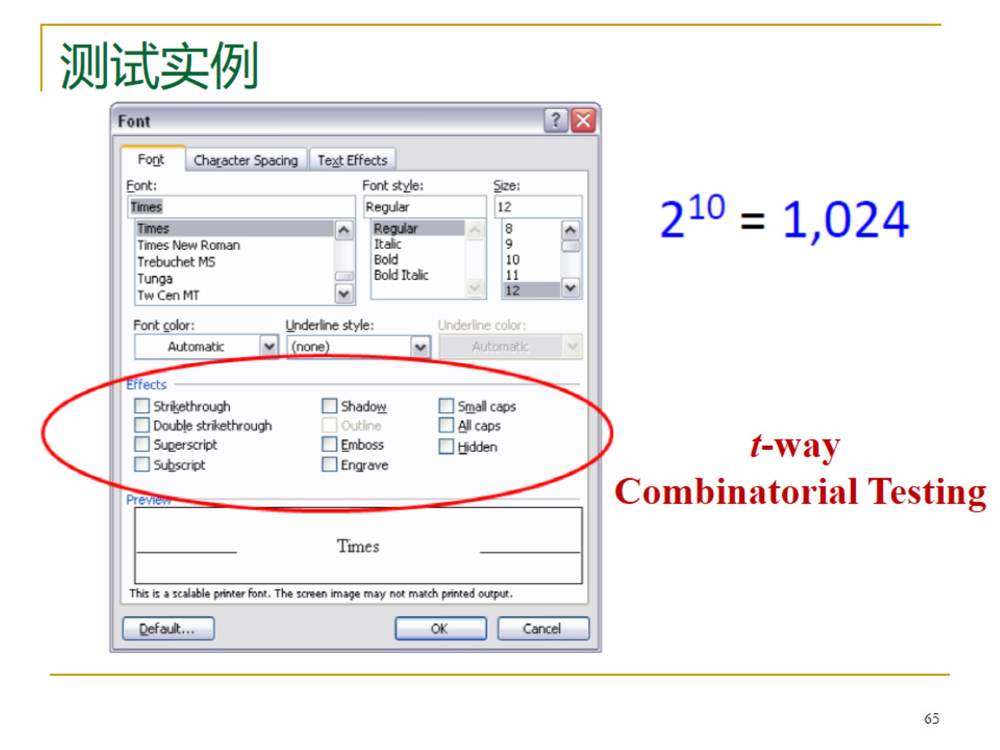 测试实例
Font
Font Character Spacing Text Effects
Font: Font style: Size:
Times Regular 12
Times Regular 8
Times New Roman Italic 9
Trebuchet MS Bold 10
Tunga Bold Italic 11
Tw Cen MT 12
2^10 = 1,024
Font color: Underline style: Underline color:
Automatic (none) Automatic
Effects
Strikethrough Shadow Small caps
Double strikethrough Outline All caps
Superscript Emboss Hidden
Subscript Engrave
t-way
Combinatorial Testing
Preview
Times
This is a scalable printer font. The screen image may not match printed output.
Default... OK Cancel
65